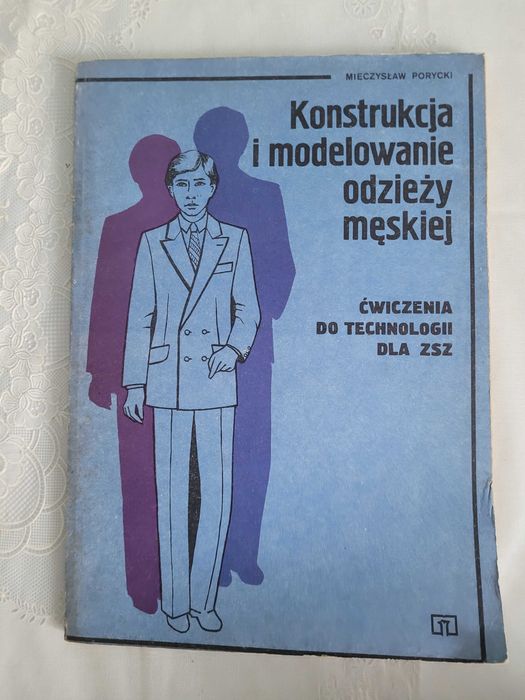 MIECZYSŁAW PORYCKI
Konstrukcja
i modelowanie
odzieży
męskiej
ĆWICZENIA
DO TECHNOLOGII
DLA ZSZ